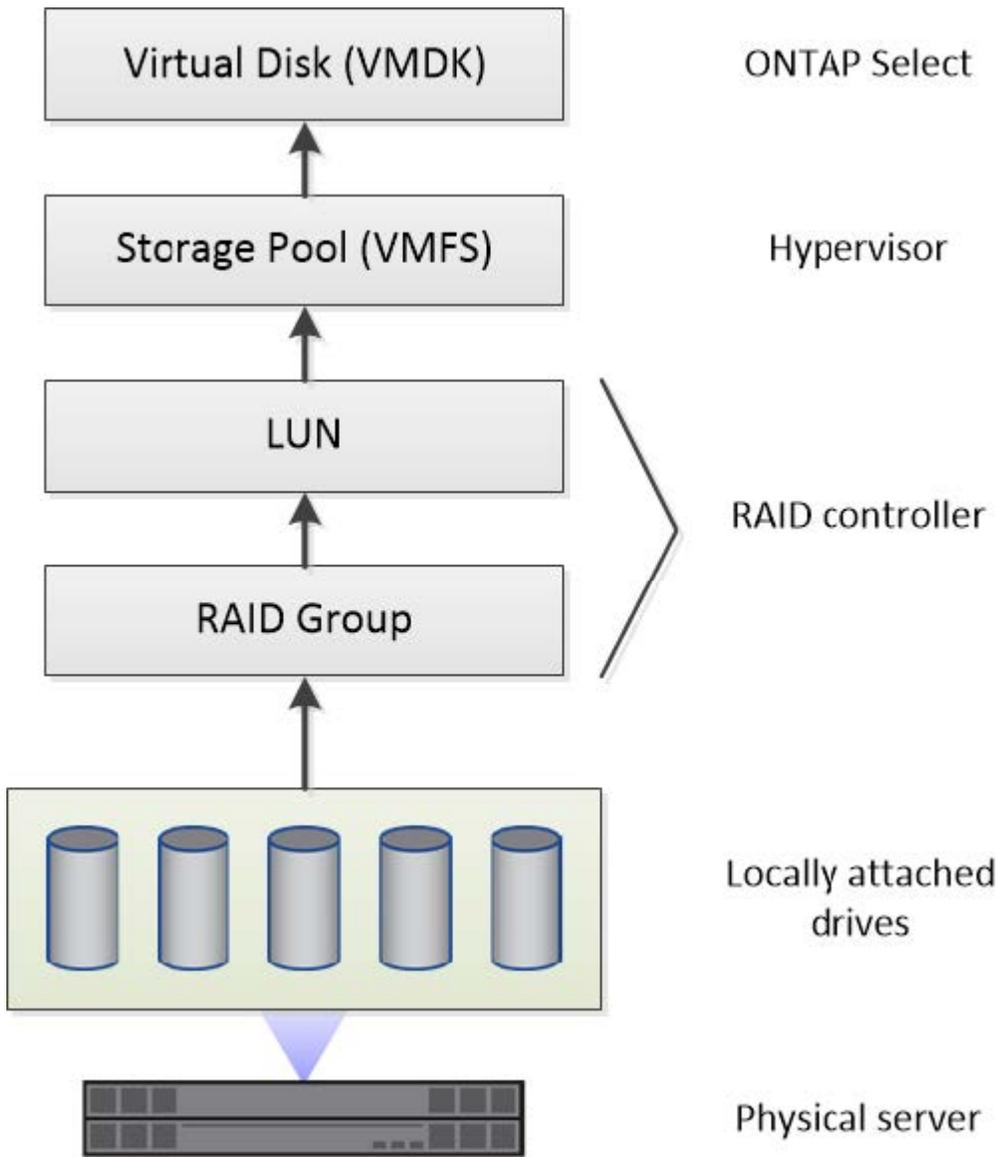 Virtual Disk (VMDK)
ONTAP Select
Storage Pool (VMFS)
Hypervisor
LUN
RAID controller
RAID Group
Locally attached
drives
Physical server